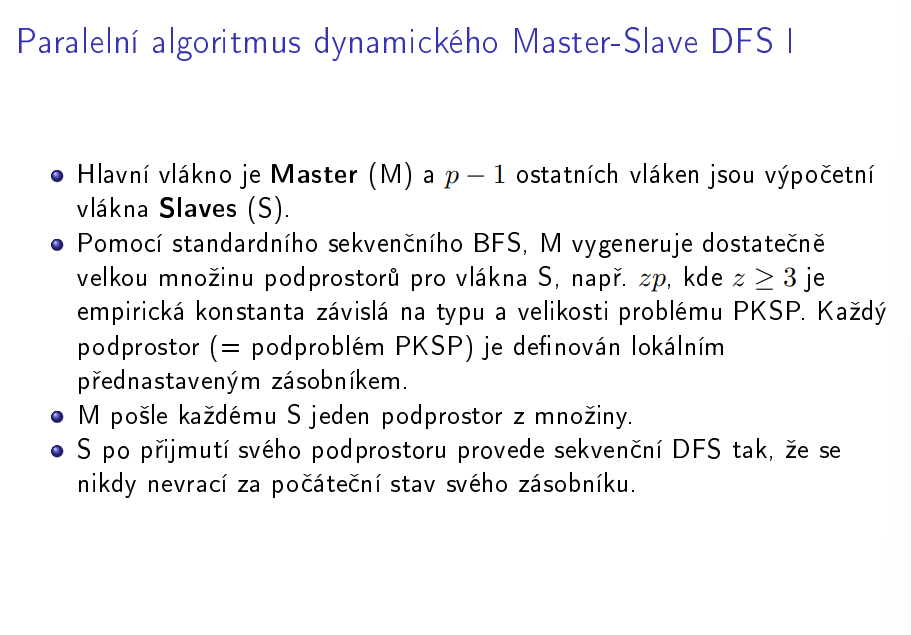 Paralelní algoritmus dynamického Master-Slave DFS I
Hlavní vlákno je Master (M) a p − 1 ostatních vláken jsou výpočetní
vlákna Slaves (S).
Pomocí standardního sekvenčního BFS, M vygeneruje dostatečně
velkou množinu podprostorů pro vlákna S, např. zp, kde z ≥ 3 je
empirická konstanta závislá na typu a velikosti problému PKSP. Každý
podprostor (= podproblém PKSP) je definován lokálním
přednastaveným zásobníkem.
M pošle každému S jeden podprostor z množiny.
S po přijmutí svého podprostoru provede sekvenční DFS tak, že se
nikdy nevrací za počáteční stav svého zásobníku.